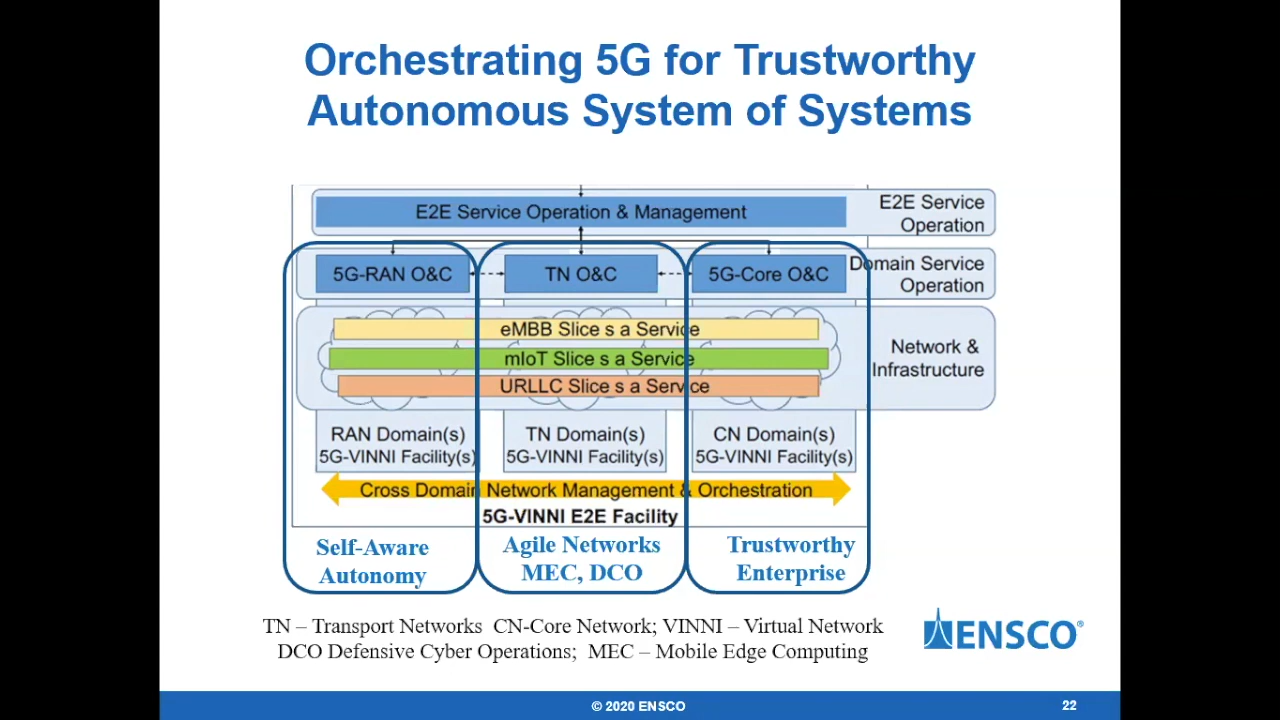 Orchestrating 5G for Trustworthy
Autonomous System of Systems
E2E Service Operation & Management
E2E Service
Operation
5G-RAN O&C
TN O&C
5G-Core O&C
Domain Service
Operation
eMBB Slice s a Service
mIoT Slice s a Service
URLLC Slice s a Service
Network &
Infrastructure
RAN Domain(s)
5G-VINNI Facility(s)
TN Domain(s)
5G-VINNI Facility(s)
CN Domain(s)
5G-VINNI Facility(s)
Cross Domain Network Management & Orchestration
5G-VINNI E2E Facility
Self-Aware
Autonomy
Agile Networks
MEC, DCO
Trustworthy
Enterprise
TN – Transport Networks CN-Core Network; VINNI – Virtual Network
DCO Defensive Cyber Operations; MEC – Mobile Edge Computing
ENSCO®
© 2020 ENSCO
22